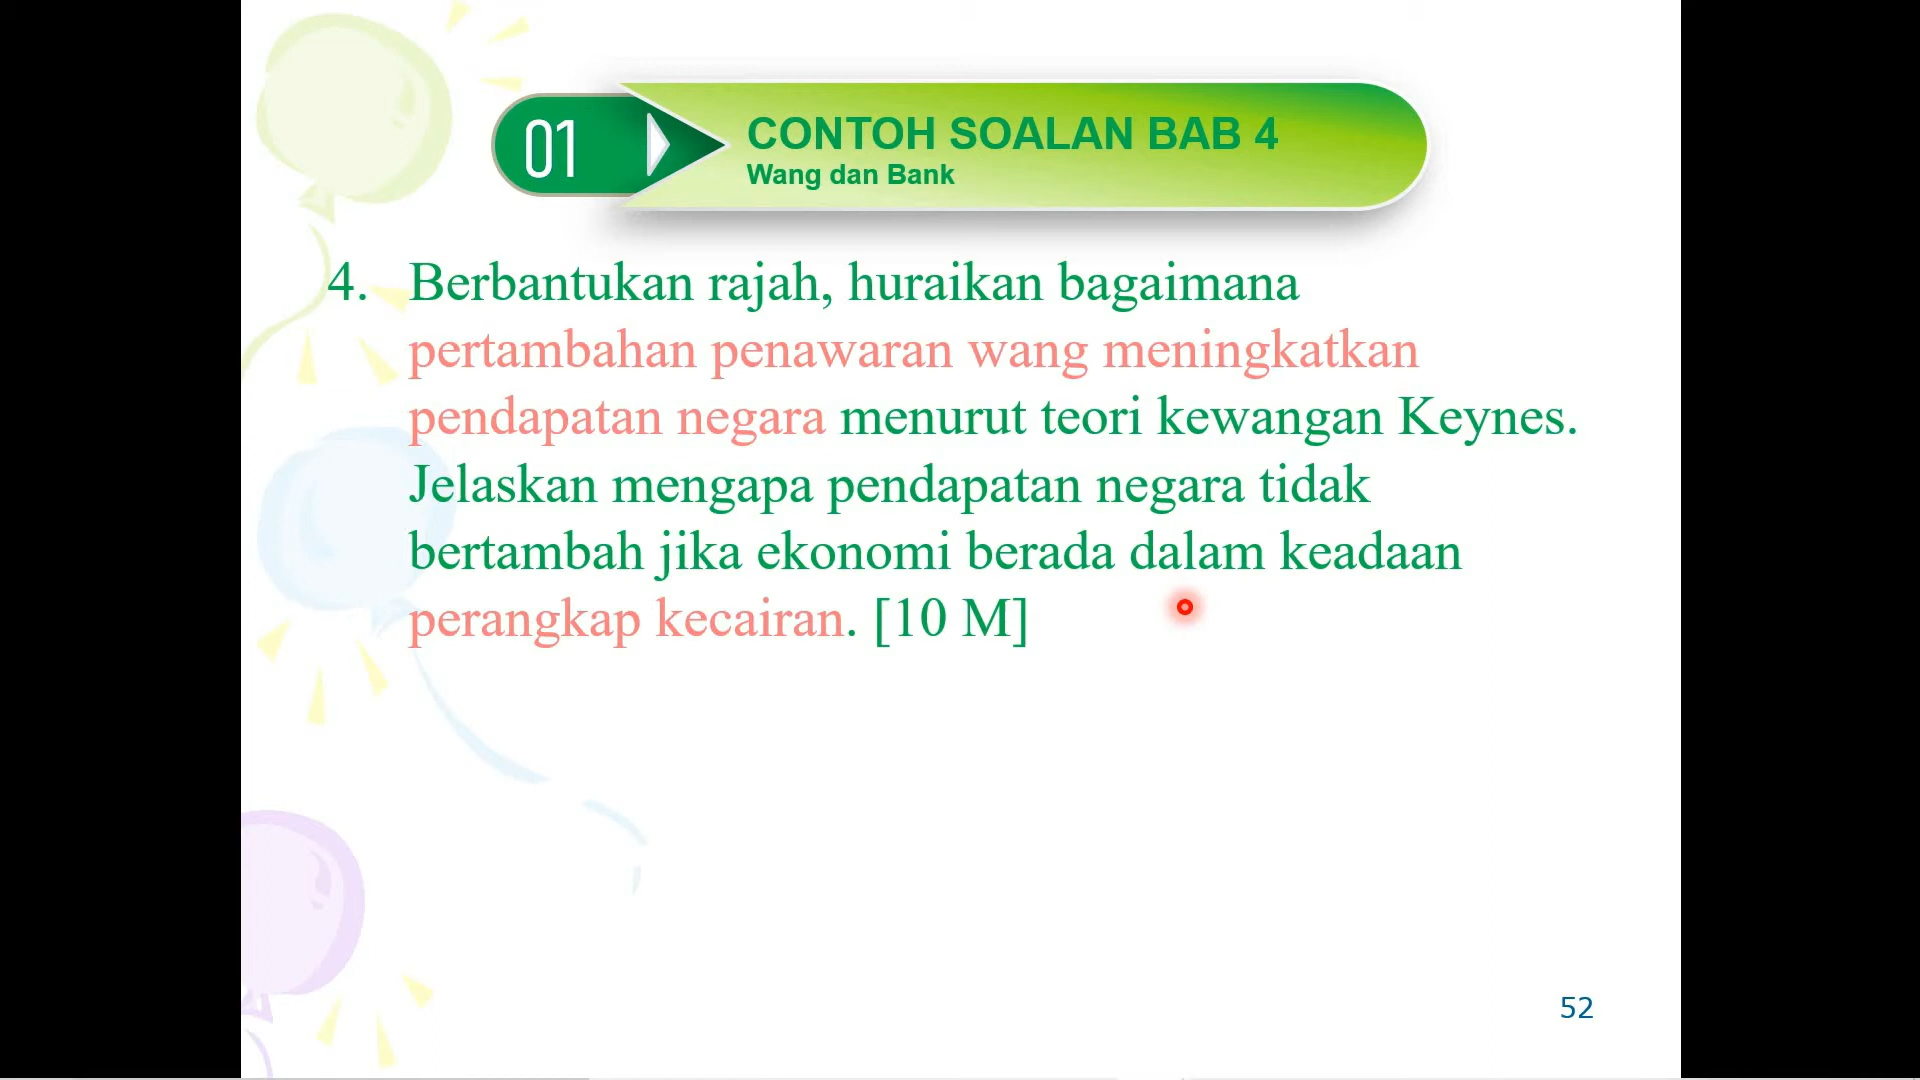 01
CONTOH SOALAN BAB 4
Wang dan Bank
4. Berbantukan rajah, huraikan bagaimana
pertambahan penawaran wang meningkatkan
pendapatan negara menurut teori kewangan Keynes.
Jelaskan mengapa pendapatan negara tidak
bertambah jika ekonomi berada dalam keadaan
perangkap kecairan. [10 M]
52